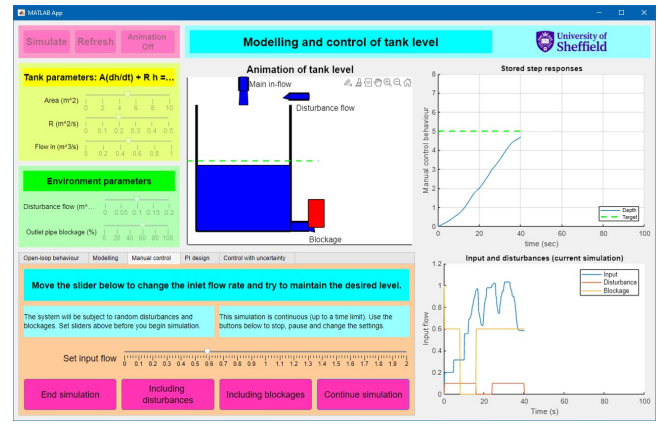 MATLAB App
Simulate
Refresh
Animation
Off
Modelling and control of tank level
University of
Sheffield
Tank parameters: A(dh/dt) + R h =...
Area (m^2)
0 2 4 6 8 10
R (m^2/s)
0.1 0.2 0.3 0.4 0.5
Flow in (m^3/s)
0 0.2 0.4 0.6 0.8 1
Environment parameters
Disturbance flow (m^...
0 0.05 0.1 0.15 0.2
Outlet pipe blockage (%)
0 20 40 60 80 100
Animation of tank level
Main in-flow
Disturbance flow
Blockage
Stored step responses
Manual control behaviour
8
7
6
5
4
3
2
1
0
0 20 40 60 80 100
time (sec)
Depth
Target
Open-loop behaviour
Modelling
Manual control
PI design
Control with uncertainty
Move the slider below to change the inlet flow rate and try to maintain the desired level.
The system will be subject to random disturbances and
blockages. Set sliders above before you begin simulation.
This simulation is continuous (up to a time limit). Use the
buttons below to stop, pause and change the settings.
Set input flow
0 0.1 0.2 0.3 0.4 0.5 0.6 0.7 0.8 0.9 1 1.1 1.2 1.3 1.4 1.5 1.6 1.7 1.8 1.9 2
End simulation
Including
disturbances
Including blockages
Continue simulation
Input and disturbances (current simulation)
Input flow
1.2
1
0.8
0.6
0.4
0.2
0
0 20 40 60 80 100
Time (s)
Input
Disturbance
Blockage